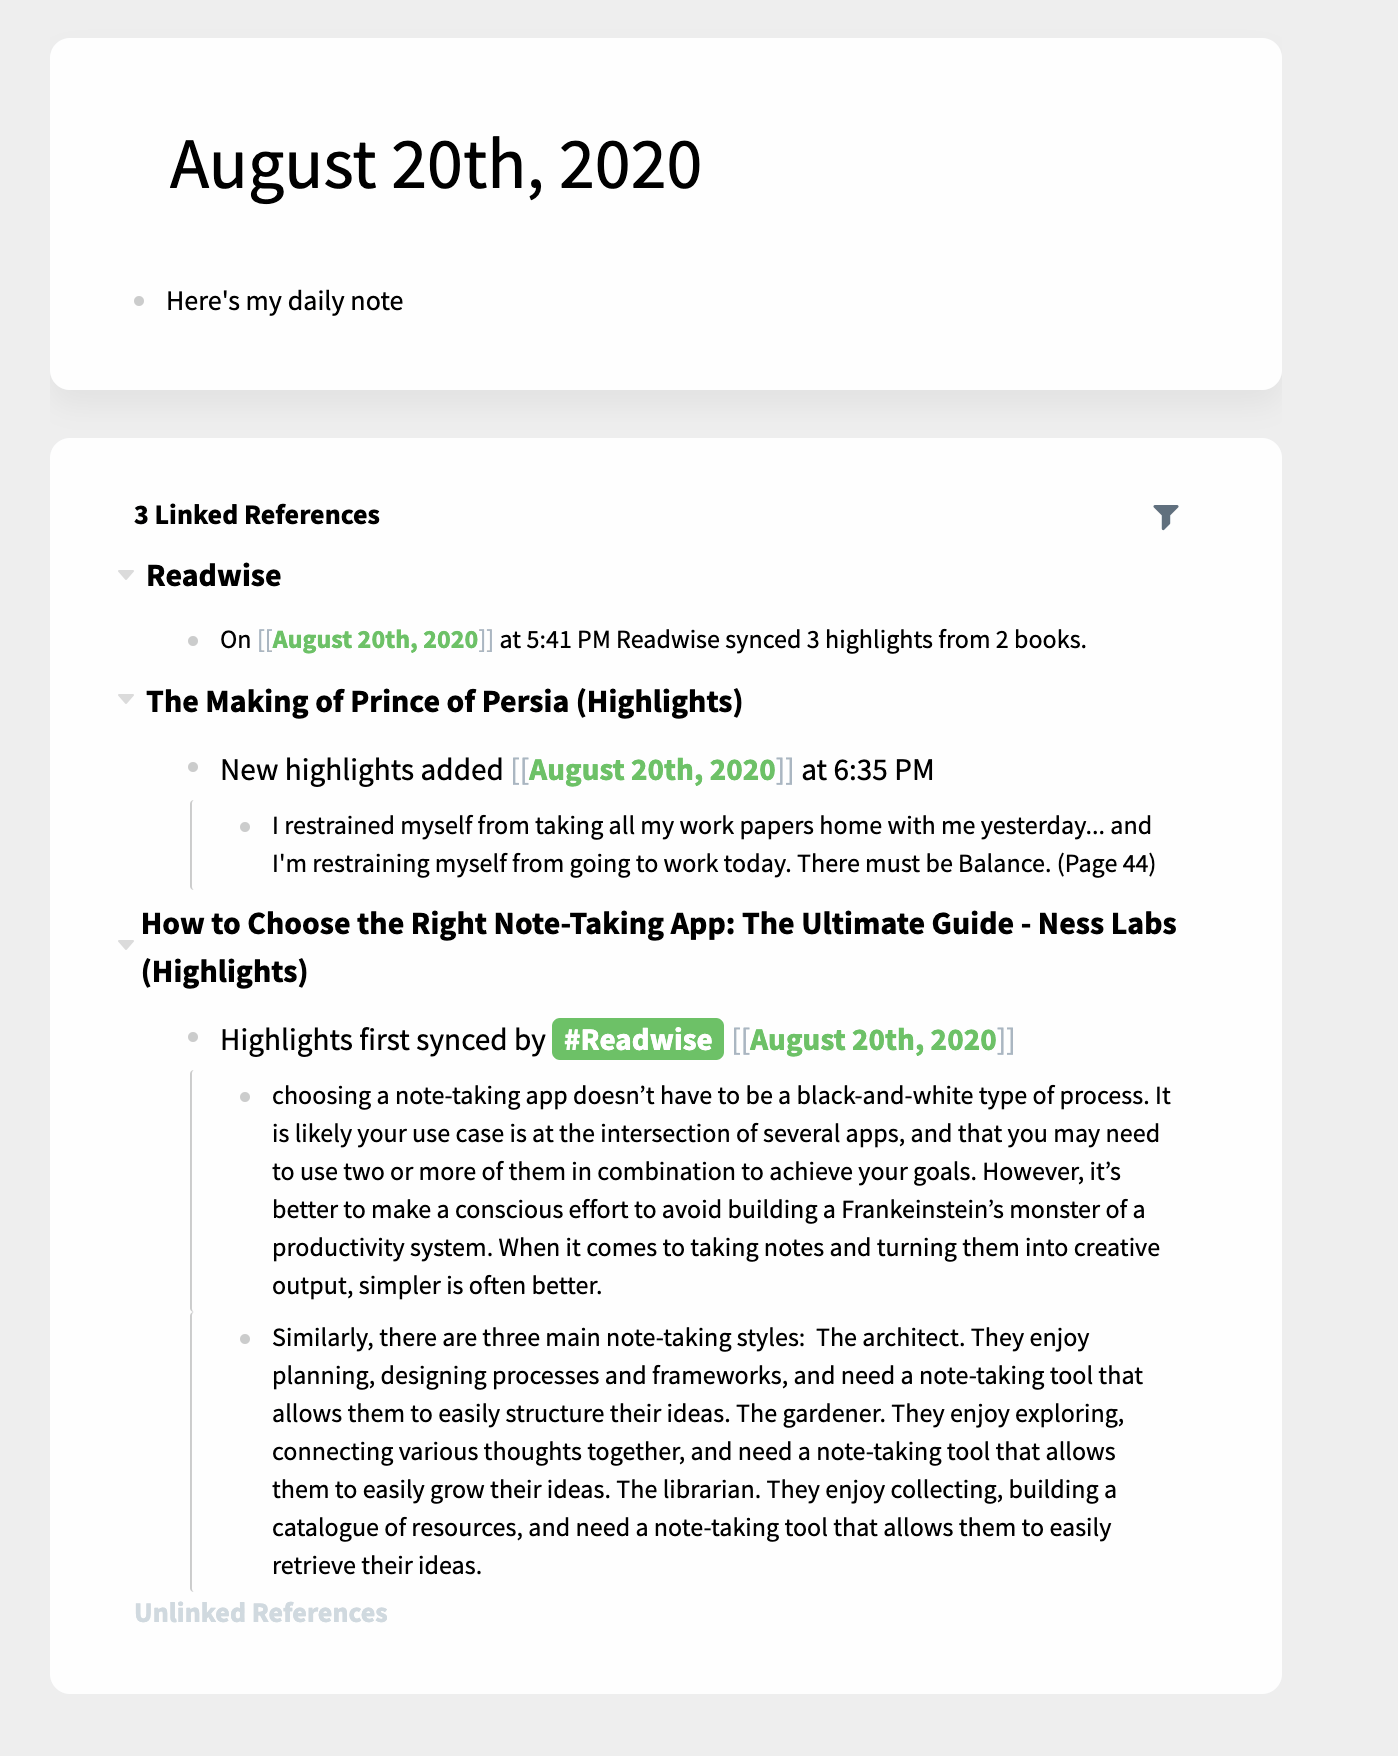 August 20th, 2020
Here's my daily note
3 Linked References
Readwise
On [[August 20th, 2020]] at 5:41 PM Readwise synced 3 highlights from 2 books.
The Making of Prince of Persia (Highlights)
New highlights added [[August 20th, 2020]] at 6:35 PM
I restrained myself from taking all my work papers home with me yesterday... and
I'm restraining myself from going to work today. There must be Balance. (Page 44)
How to Choose the Right Note-Taking App: The Ultimate Guide - Ness Labs
(Highlights)
Highlights first synced by #Readwise [[August 20th, 2020]]
choosing a note-taking app doesn’t have to be a black-and-white type of process. It
is likely your use case is at the intersection of several apps, and that you may need
to use two or more of them in combination to achieve your goals. However, it’s
better to make a conscious effort to avoid building a Frankeinstein’s monster of a
productivity system. When it comes to taking notes and turning them into creative
output, simpler is often better.
Similarly, there are three main note-taking styles:  The architect. They enjoy
planning, designing processes and frameworks, and need a note-taking tool that
allows them to easily structure their ideas. The gardener. They enjoy exploring,
connecting various thoughts together, and need a note-taking tool that allows
them to easily grow their ideas. The librarian. They enjoy collecting, building a
catalogue of resources, and need a note-taking tool that allows them to easily
retrieve their ideas.
Unlinked References